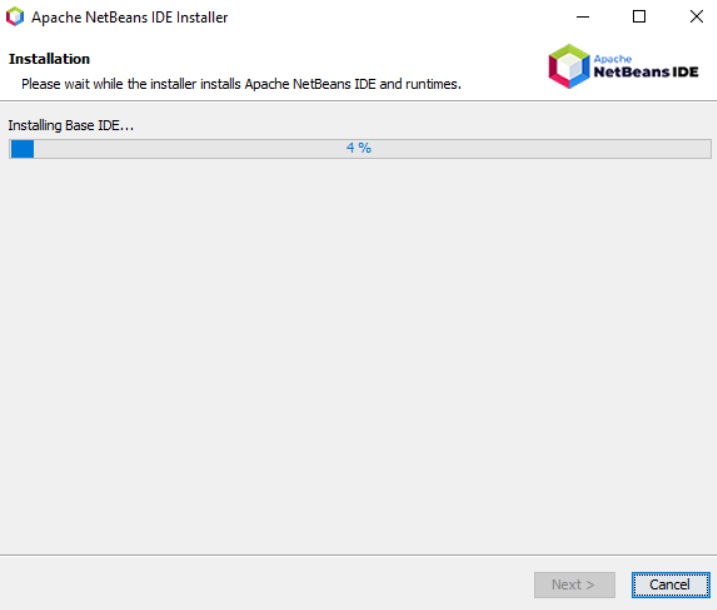 Apache NetBeans IDE Installer
Installation
Please wait while the installer installs Apache NetBeans IDE and runtimes.
Apache
NetBeans IDE
Installing Base IDE...
4 %
Next >
Cancel